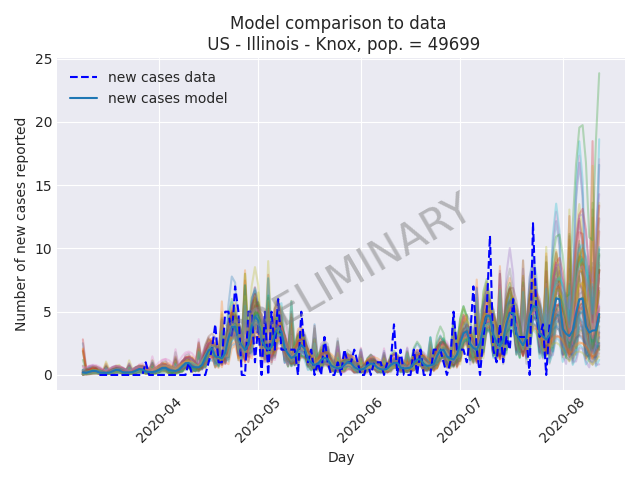 Model comparison to data
US - Illinois - Knox, pop. = 49699
Number of new cases reported
25
20
15
10
5
0
new cases data
new cases model
ELIMINARY
2020-04
2020-05
2020-06
2020-07
2020-08
Day